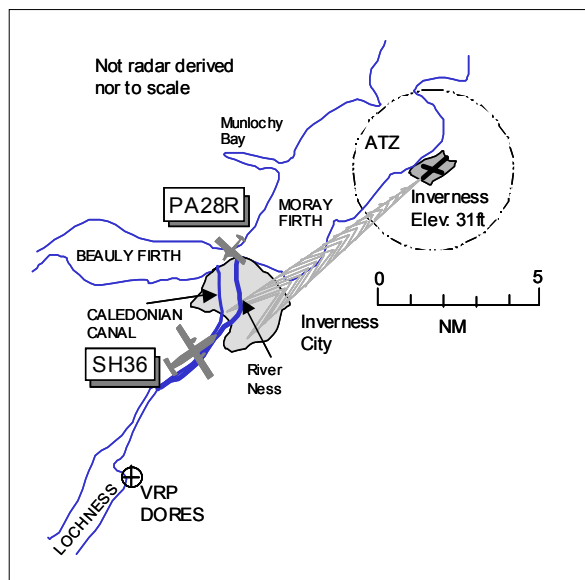 Not radar derived
nor to scale
Munlochy
Bay
ATZ
PA28R
MORAY
FIRTH
Inverness
Elev: 31ft
BEAULY FIRTH
0
5
NM
CALEDONIAN
CANAL
Inverness
City
SH36
River
Ness
LOCHNESS
VRP
DORES